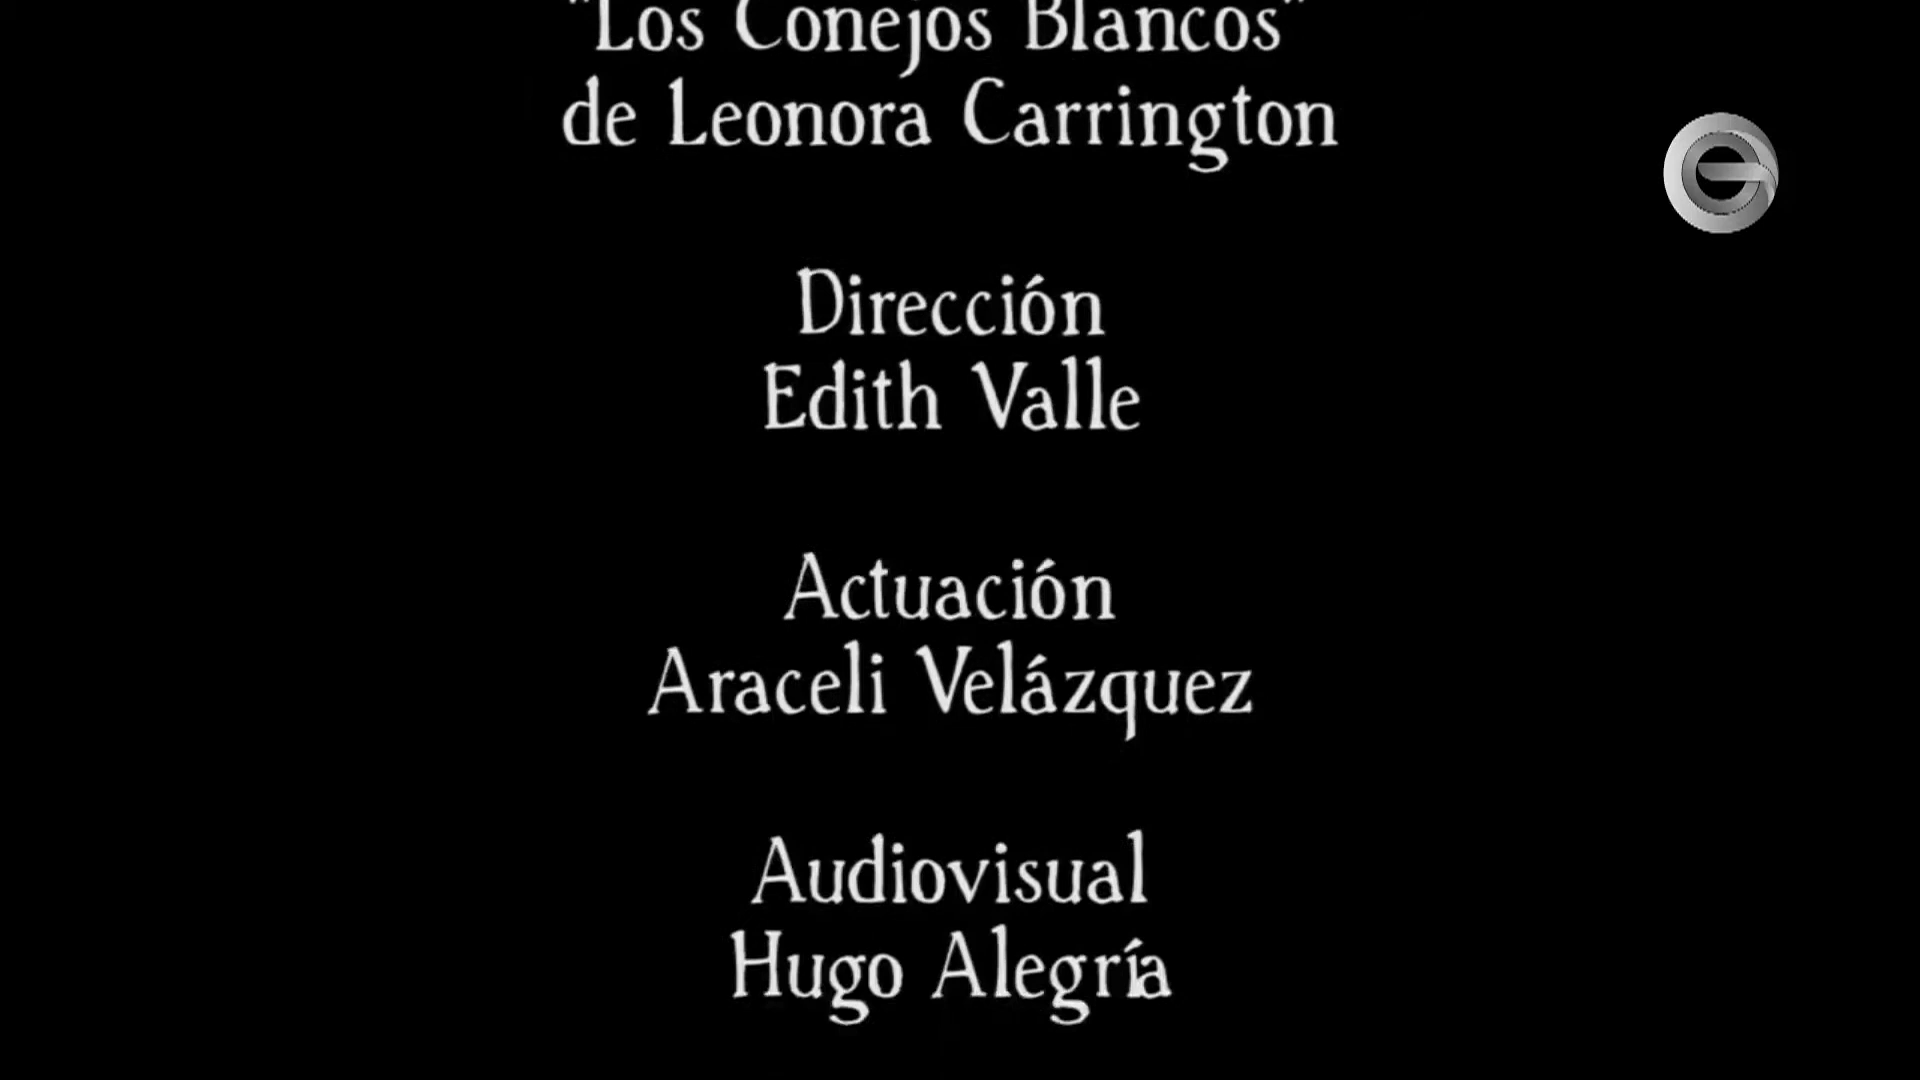 "Los Conejos Blancos"
de Leonora Carrington
Dirección
Edith Valle
Actuación
Araceli Velázquez
Audiovisual
Hugo Alegría